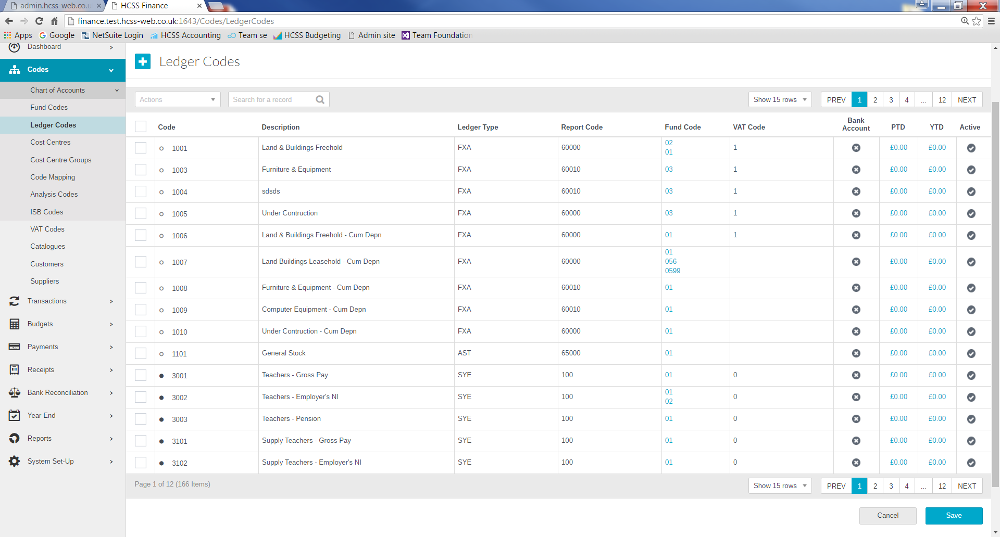 admin.hcss-web.co.u
HCSS Finance
finance.test.hcss-web.co.uk:1643/Codes/LedgerCodes
Apps Google NetSuite Login HCSS Accounting Team se HCSS Budgeting Admin site Team Foundation
Dashboard
Codes
Chart of Accounts
Fund Codes
Ledger Codes
Cost Centres
Cost Centre Groups
Code Mapping
Analysis Codes
ISB Codes
VAT Codes
Catalogues
Customers
Suppliers
Transactions
Budgets
Payments
Receipts
Bank Reconciliation
Year End
Reports
System Set-Up
Ledger Codes
Actions Search for a record Show 15 rows PREV 1 2 3 4 ... 12 NEXT
Code Description Ledger Type Report Code Fund Code VAT Code Bank Account PTD YTD Active
1001 Land & Buildings Freehold FXA 60000 02 01 1 £0.00 £0.00
1003 Furniture & Equipment FXA 60010 03 1 £0.00 £0.00
1004 sdsds FXA 60010 03 1 £0.00 £0.00
1005 Under Contruction FXA 60000 03 1 £0.00 £0.00
1006 Land & Buildings Freehold - Cum Depn FXA 60000 01 1 £0.00 £0.00
1007 Land Buildings Leasehold - Cum Depn FXA 60000 01 056 0599 £0.00 £0.00
1008 Furniture & Equipment - Cum Depn FXA 60010 01 £0.00 £0.00
1009 Computer Equipment - Cum Depn FXA 60010 01 £0.00 £0.00
1010 Under Contruction - Cum Depn FXA 60000 01 £0.00 £0.00
1101 General Stock AST 65000 01 £0.00 £0.00
3001 Teachers - Gross Pay SYE 100 01 0 £0.00 £0.00
3002 Teachers - Employer's NI SYE 100 01 02 0 £0.00 £0.00
3003 Teachers - Pension SYE 100 01 0 £0.00 £0.00
3101 Supply Teachers - Gross Pay SYE 100 01 0 £0.00 £0.00
3102 Supply Teachers - Employer's NI SYE 100 01 0 £0.00 £0.00
Page 1 of 12 (166 Items) Show 15 rows PREV 1 2 3 4 ... 12 NEXT
Cancel Save